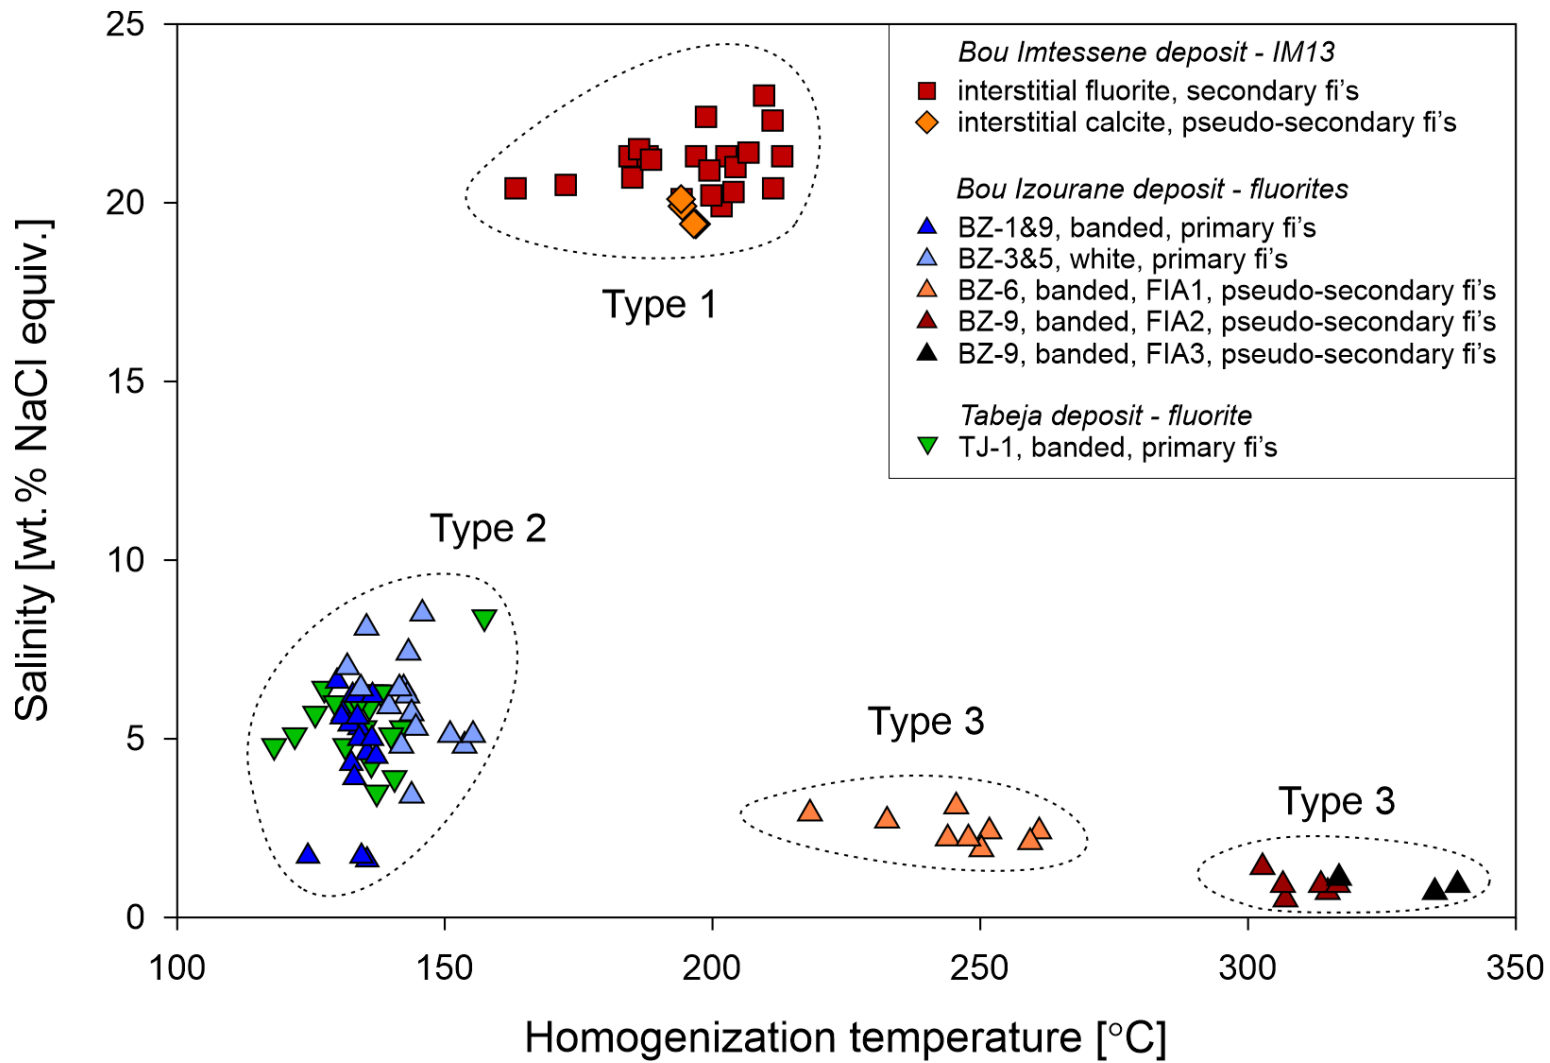 25
20
15
10
5
0
Salinity [wt.% NaCl equiv.]
Bou Imtessene deposit - IM13
interstitial fluorite, secondary fi's
interstitial calcite, pseudo-secondary fi's
Bou Izourane deposit - fluorites
BZ-1&9, banded, primary fi's
BZ-3&5, white, primary fi's
BZ-6, banded, FIA1, pseudo-secondary fi's
BZ-9, banded, FIA2, pseudo-secondary fi's
BZ-9, banded, FIA3, pseudo-secondary fi's
Tabeja deposit - fluorite
TJ-1, banded, primary fi's
Type 1
Type 2
Type 3
Type 3
100 150 200 250 300 350
Homogenization temperature [°C]